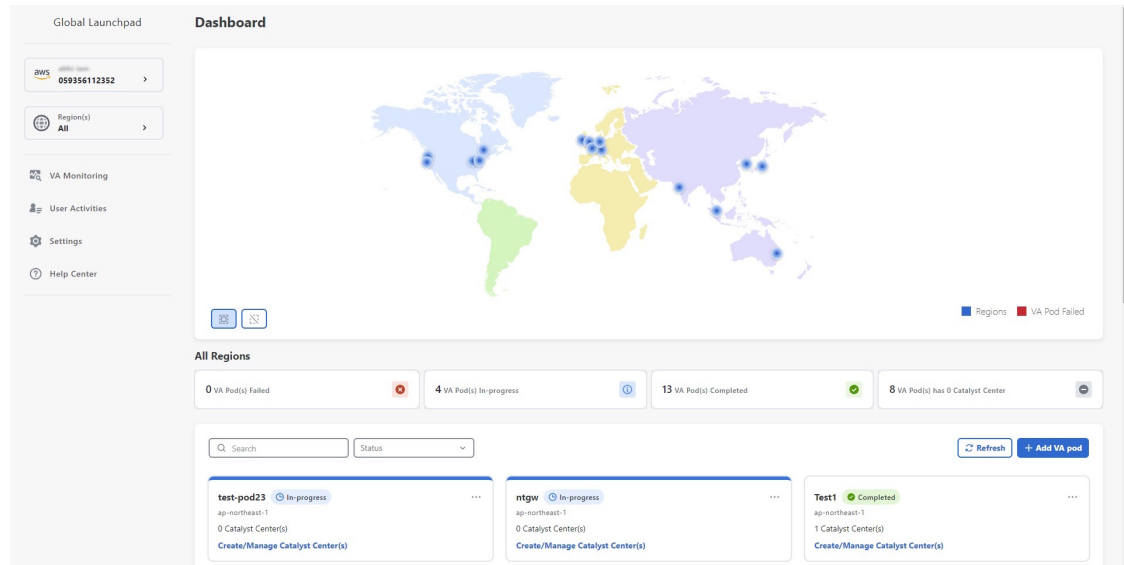 Global Launchpad
Dashboard
aws
059356112352
Region(s)
All
VA Monitoring
User Activities
Settings
Help Center
Regions VA Pod Failed
All Regions
0 VA Pod(s) Failed
4 VA Pod(s) In-progress
13 VA Pod(s) Completed
8 VA Pod(s) has 0 Catalyst Center
Search
Status
Refresh
+ Add VA pod
test-pod23 In-progress
ap-northeast-1
0 Catalyst Center(s)
Create/Manage Catalyst Center(s)
ntgw In-progress
ap-northeast-1
0 Catalyst Center(s)
Create/Manage Catalyst Center(s)
Test1 Completed
ap-northeast-1
1 Catalyst Center(s)
Create/Manage Catalyst Center(s)